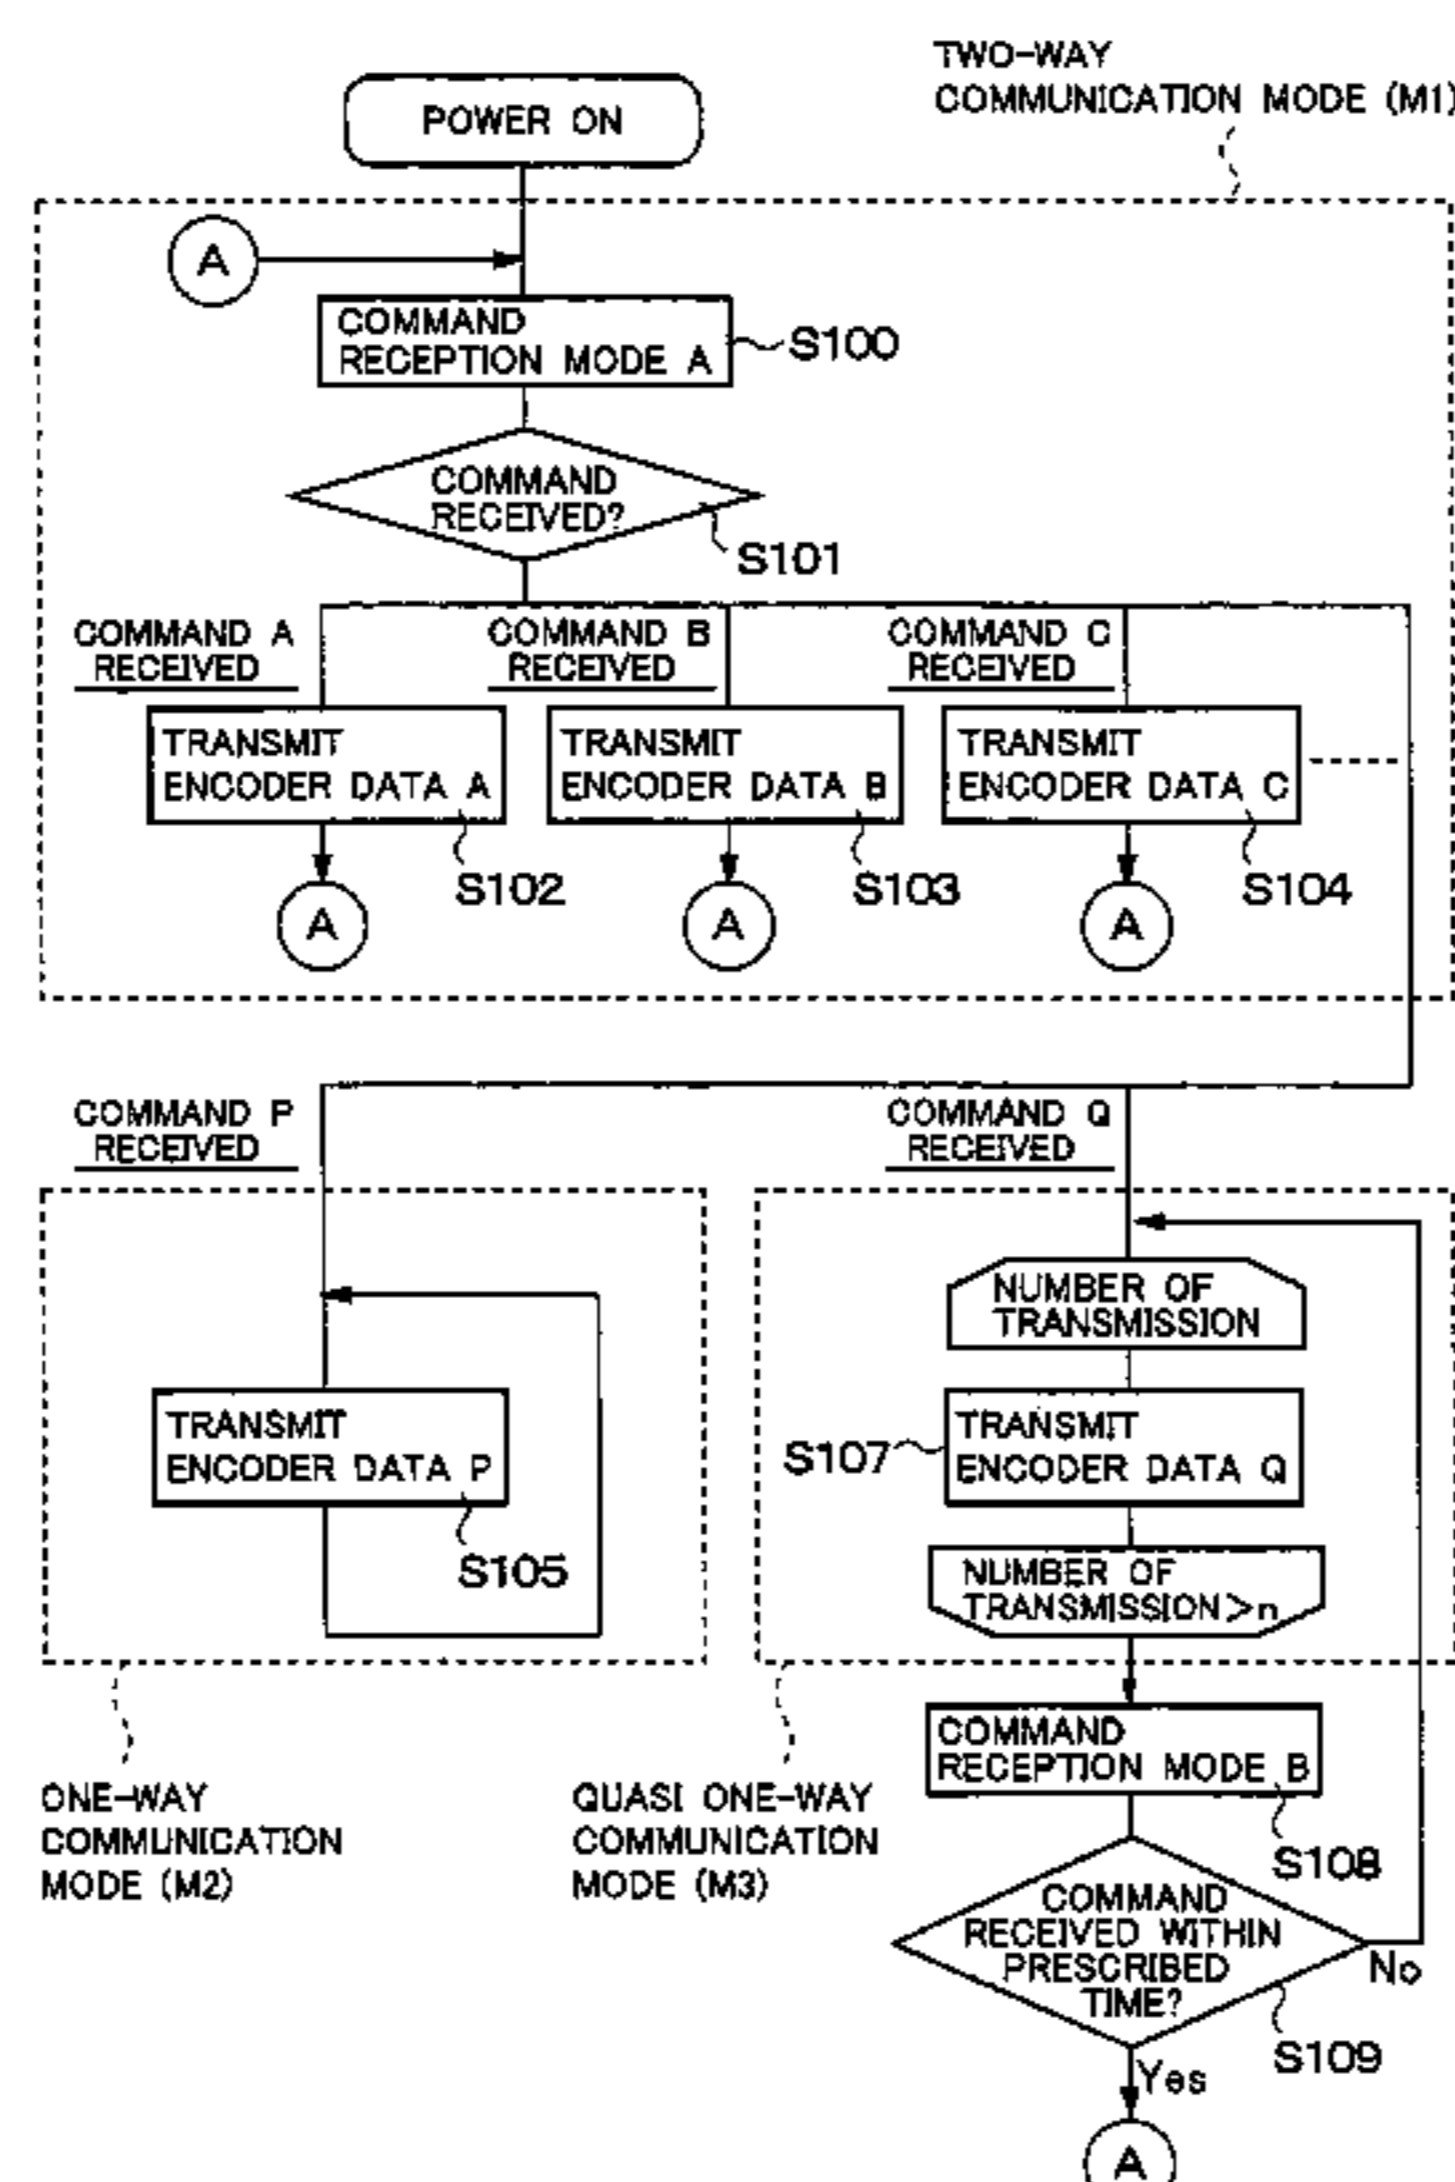 TWO-WAY
COMMUNICATION MODE (M1)
POWER ON
A
COMMAND
RECEPTION MODE A
S100
COMMAND
RECEIVED?
S101
COMMAND A
RECEIVED
COMMAND B
RECEIVED
COMMAND C
RECEIVED
TRANSMIT
ENCODER DATA A
TRANSMIT
ENCODER DATA B
TRANSMIT
ENCODER DATA C
S102
S103
S104
A
A
A
COMMAND P
RECEIVED
COMMAND Q
RECEIVED
NUMBER OF
TRANSMISSION
TRANSMIT
ENCODER DATA P
S105
S107
TRANSMIT
ENCODER DATA Q
NUMBER OF
TRANSMISSION>n
COMMAND
RECEPTION MODE B
S108
ONE-WAY
COMMUNICATION
MODE (M2)
QUASI ONE-WAY
COMMUNICATION
MODE (M3)
COMMAND
RECEIVED WITHIN
PRESCRIBED
TIME?
No
S109
Yes
A